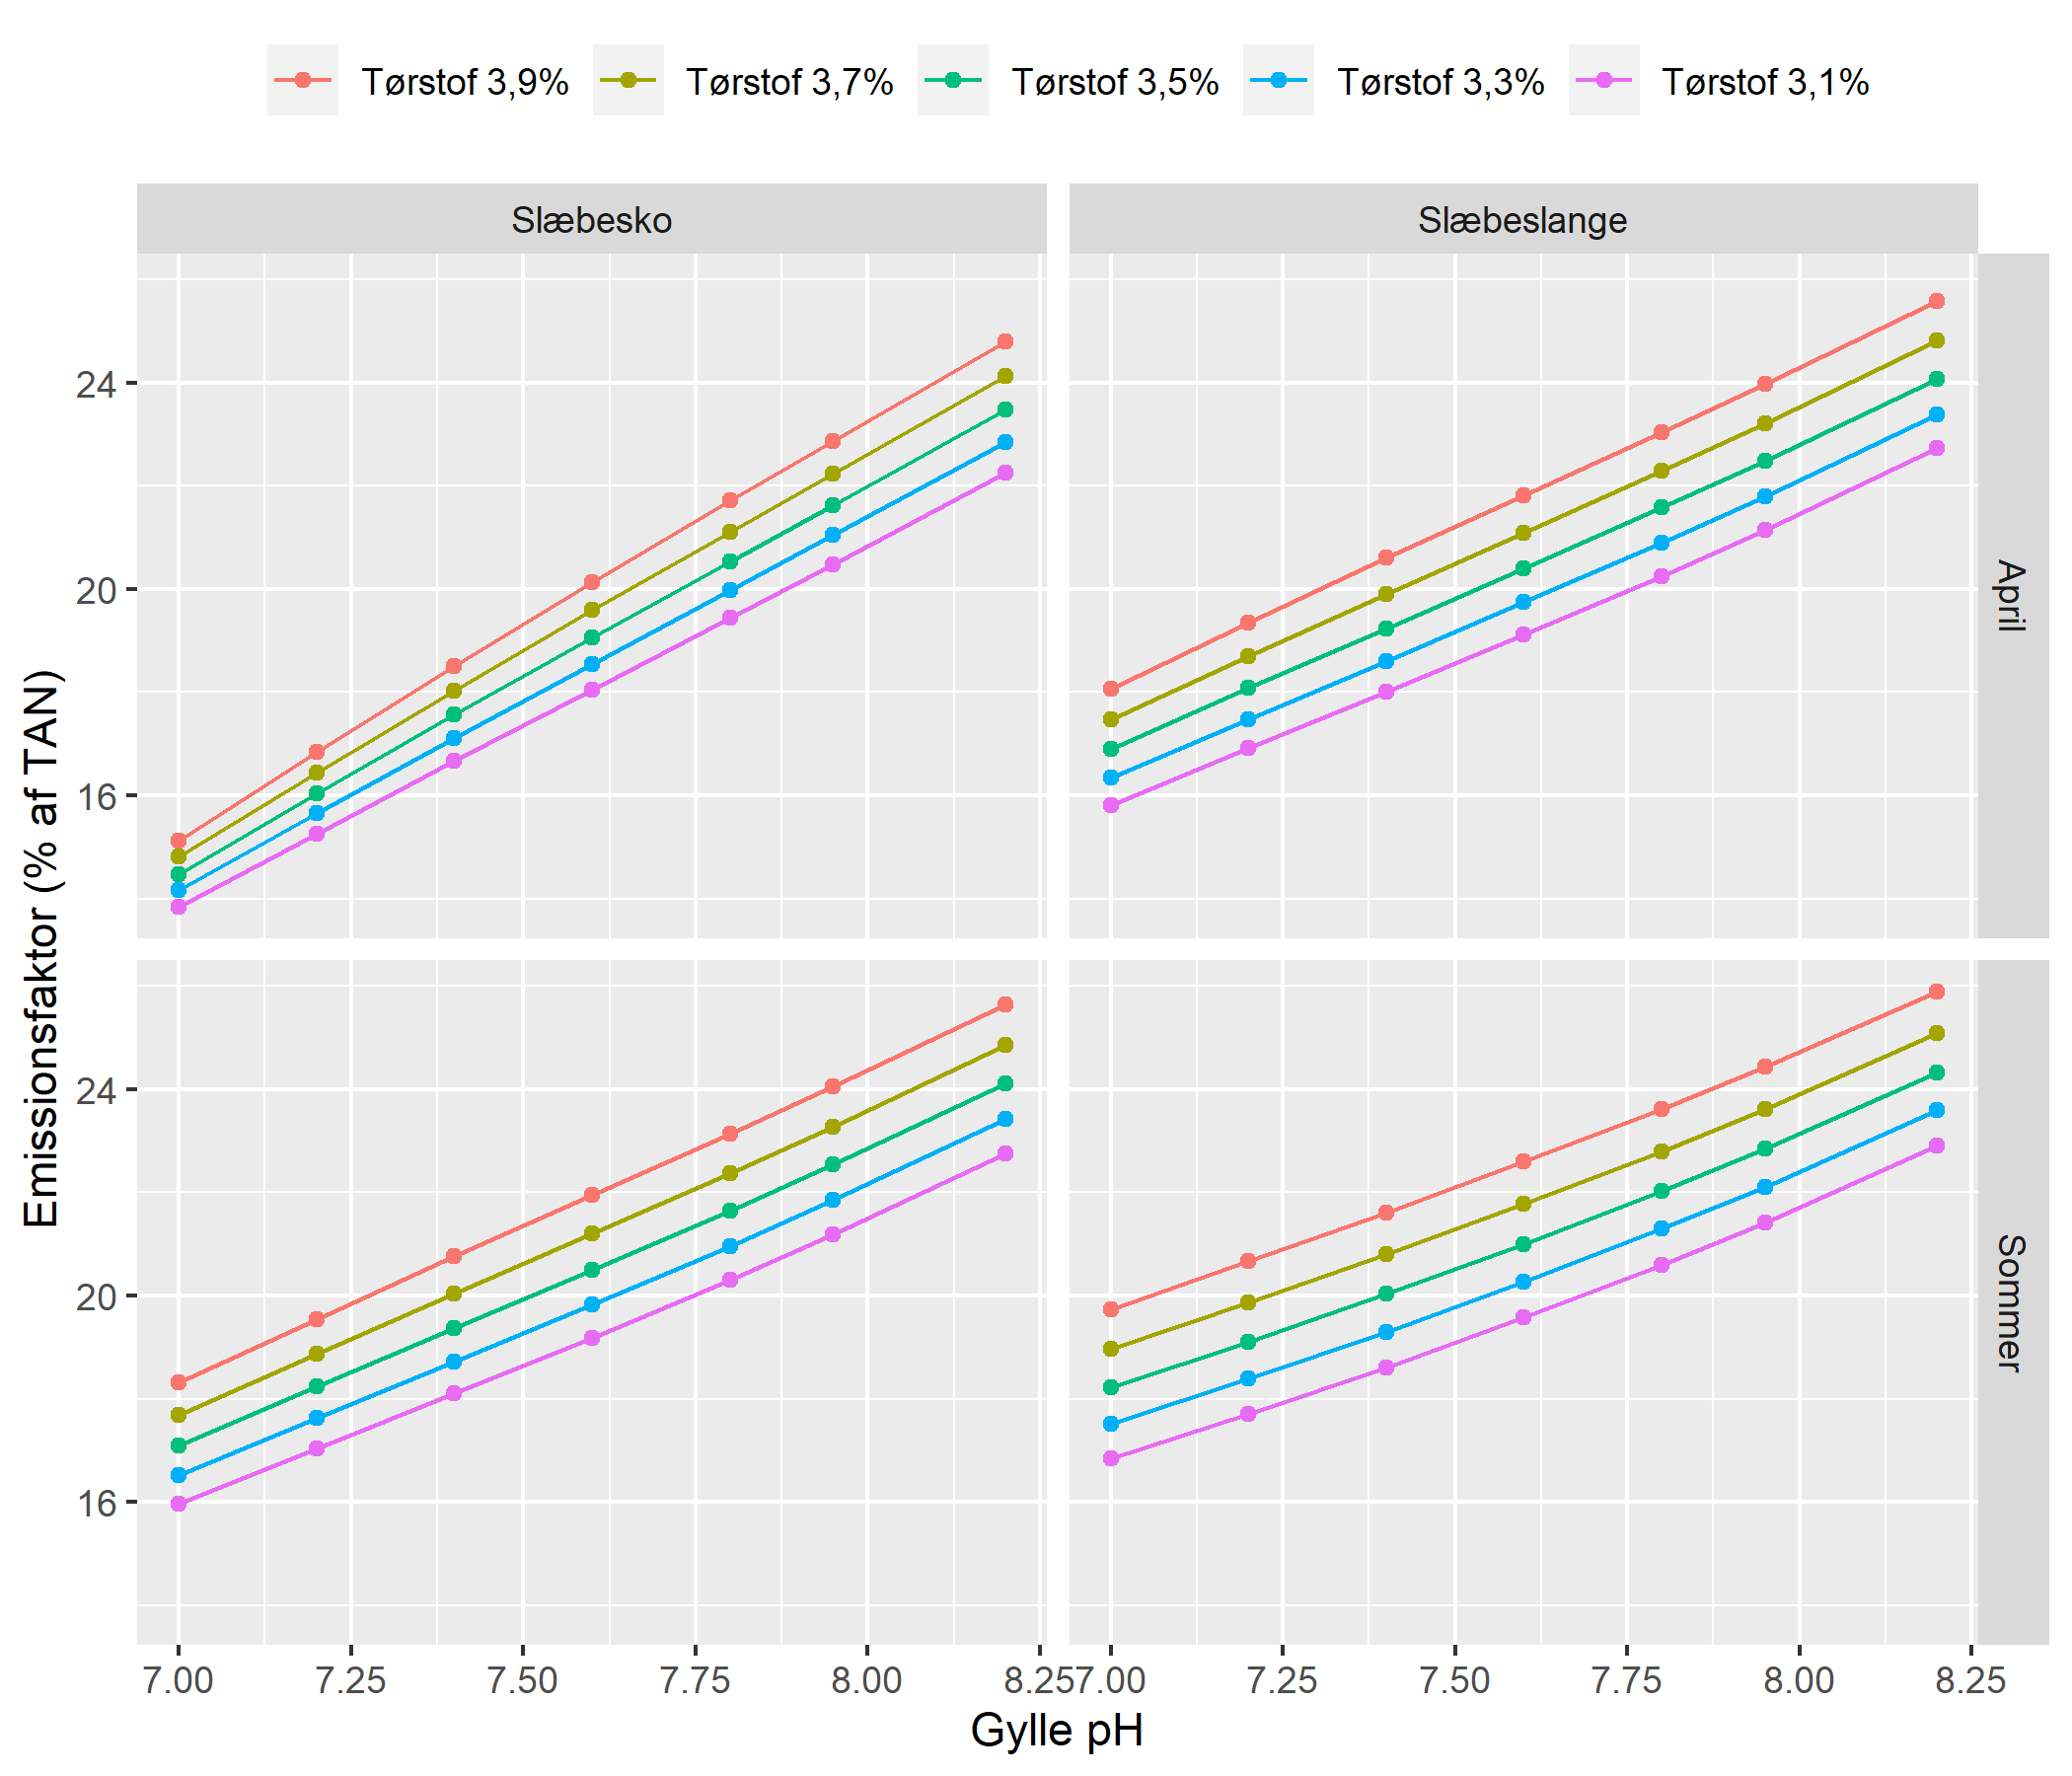 Tørstof 3,9% Tørstof 3,7% Tørstof 3,5% Tørstof 3,3% Tørstof 3,1%
Slæbesko Slæbeslange
April
Sommer
Emissionsfaktor (% af TAN)
24
20
16
24
20
16
7.00 7.25 7.50 7.75 8.00 8.25 7.00 7.25 7.50 7.75 8.00 8.25
Gylle pH